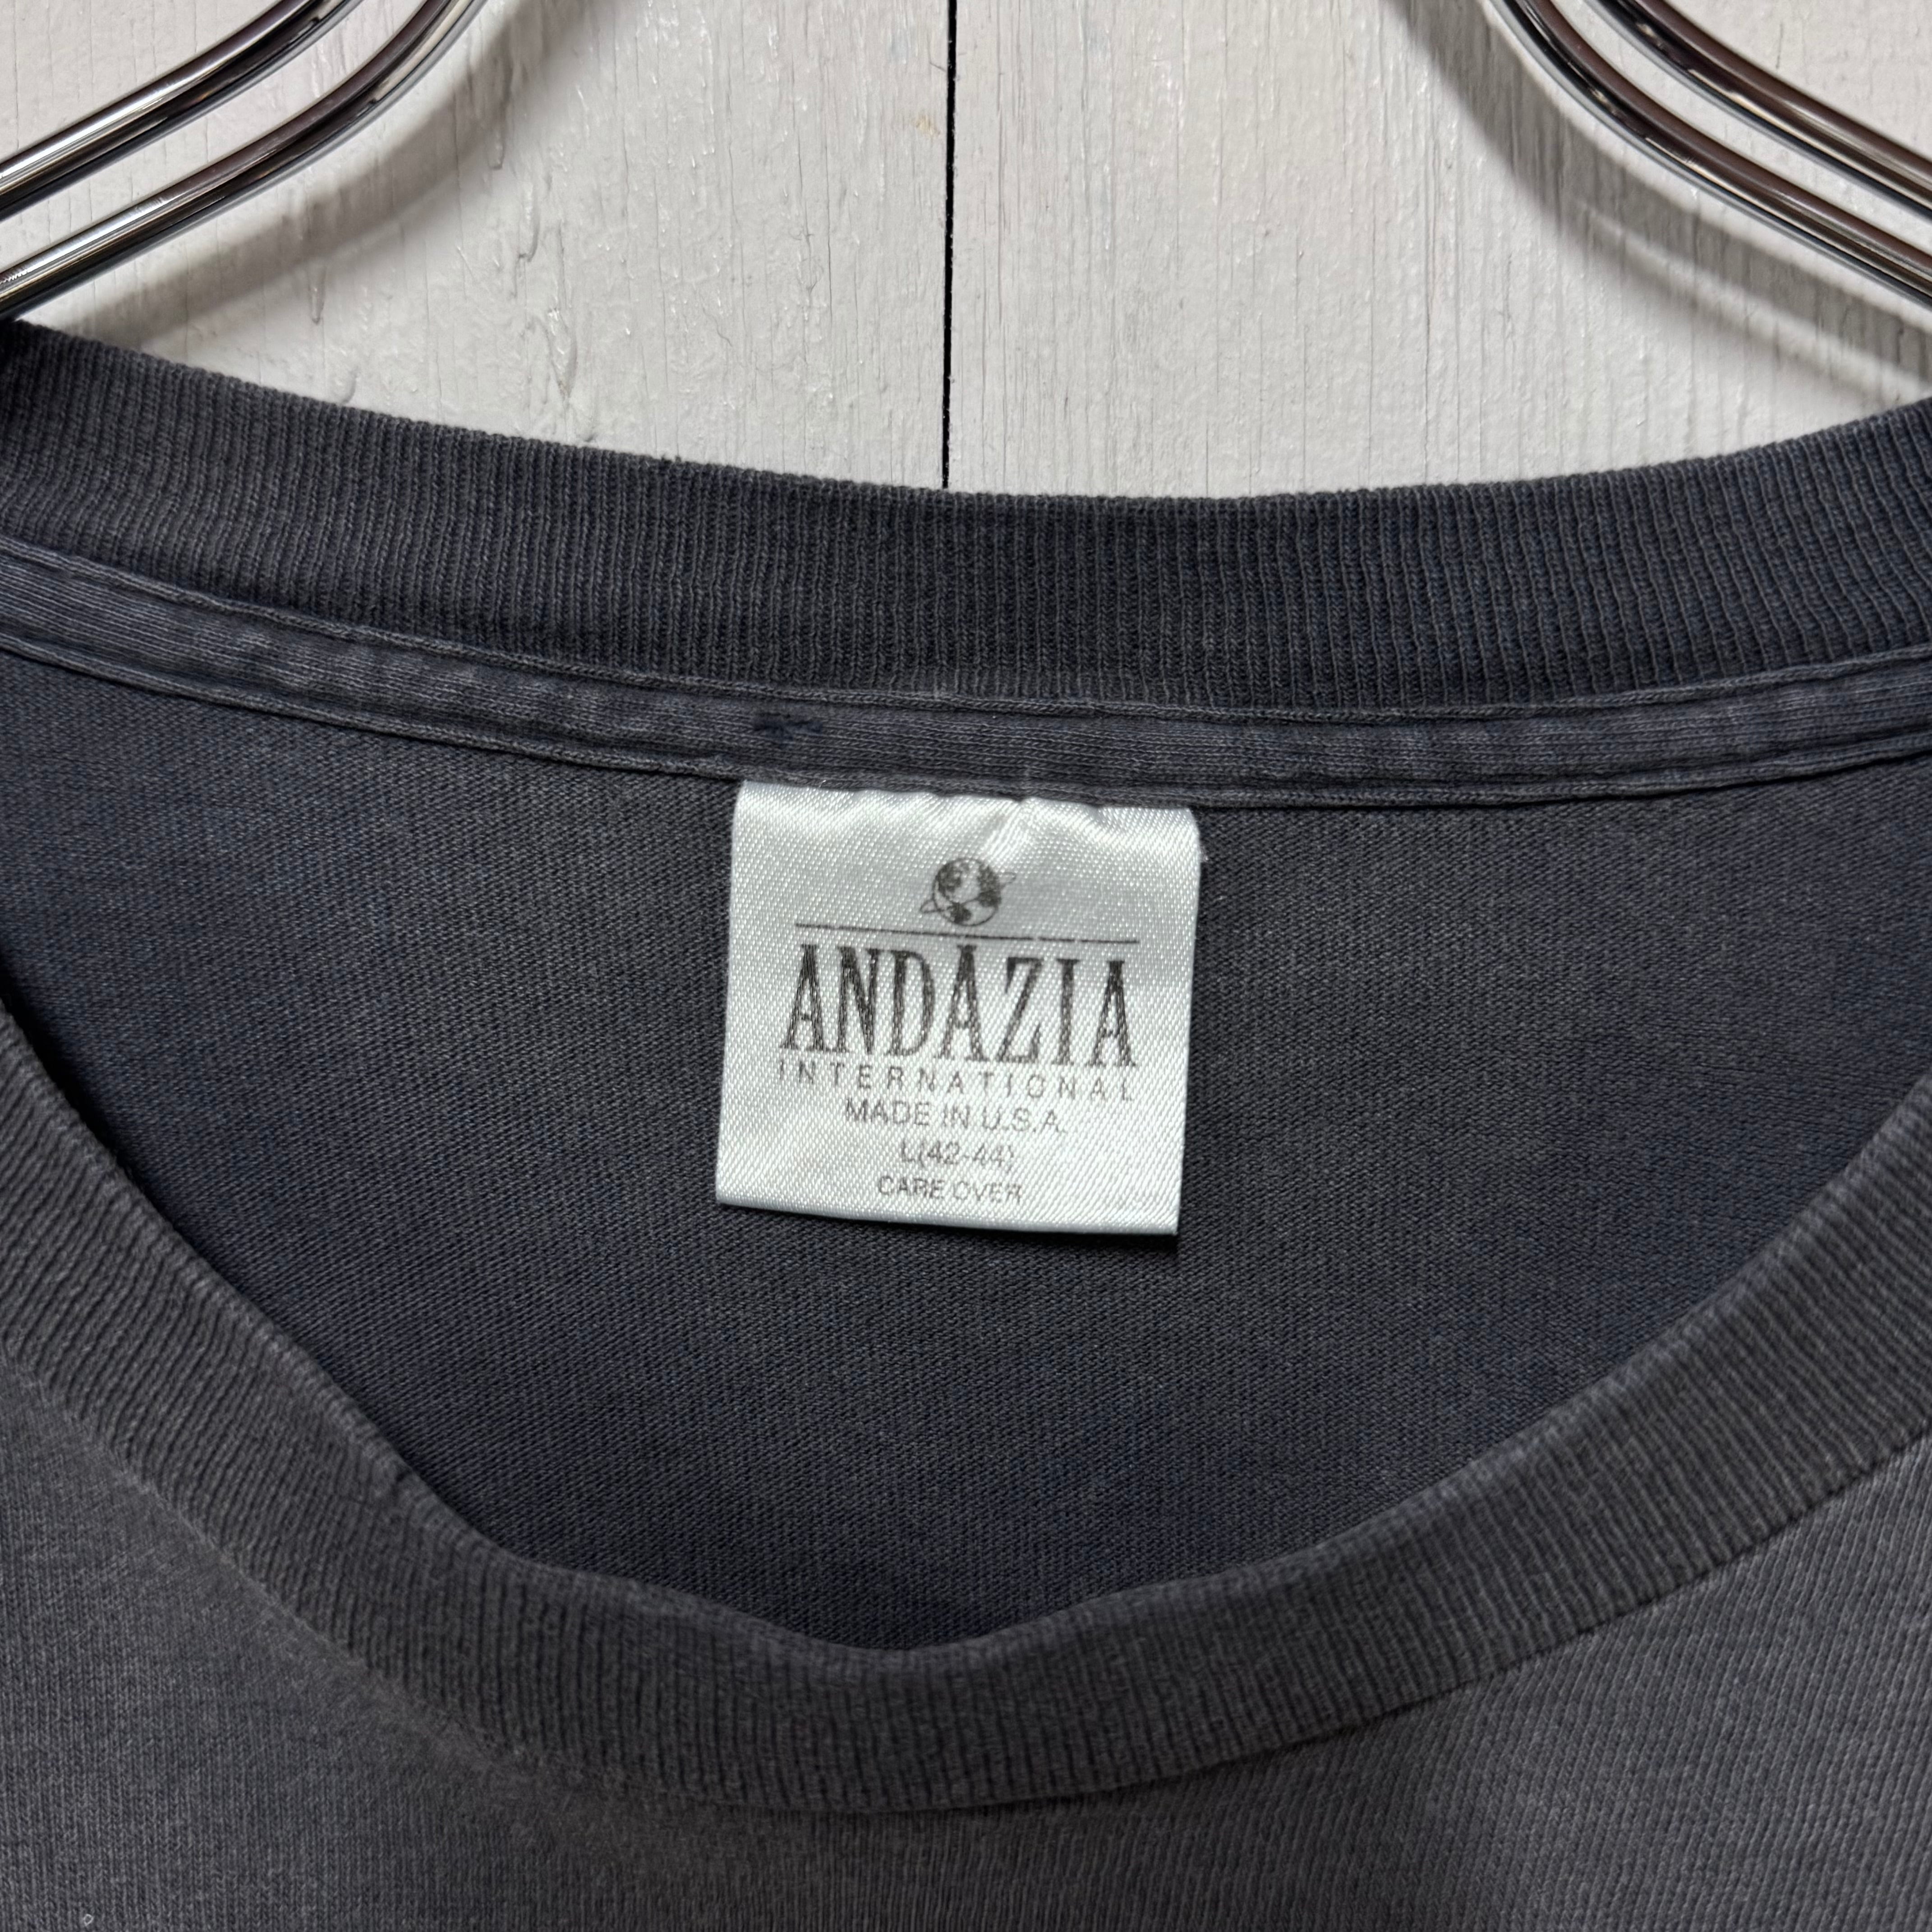 ANDAZIA
INTERNATIONAL
MADE IN U.S.A.
L(42-44)
CARE OVER